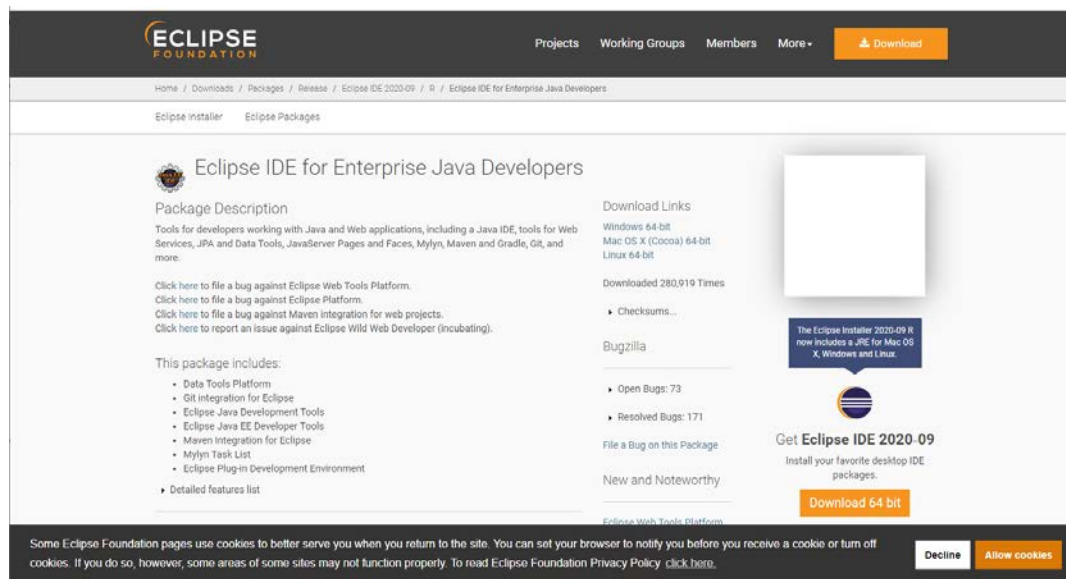 ECLIPSE
FOUNDATION
Projects
Working Groups
Members
More
Download
Home / Downloads / Packages / Release / Eclipse IDE 2020-09 / R / Eclipse IDE for Enterprise Java Developers
Eclipse Installer
Eclipse Packages
Eclipse IDE for Enterprise Java Developers
Package Description
Tools for developers working with Java and Web applications, including a Java IDE, tools for Web
Services, JPA and Data Tools, JavaServer Pages and Faces, Mylyn, Maven and Gradle, Git, and
more.
Click here to file a bug against Eclipse Web Tools Platform.
Click here to file a bug against Eclipse Platform.
Click here to file a bug against Maven integration for web projects.
Click here to report an issue against Eclipse Wild Web Developer (incubating).
This package includes:
• Data Tools Platform
• Git integration for Eclipse
• Eclipse Java Development Tools
• Eclipse Java EE Developer Tools
• Maven Integration for Eclipse
• Mylyn Task List
• Eclipse Plug-in Development Environment
Detailed features list
Download Links
Windows 64-bit
Mac OS X (Cocoa) 64-bit
Linux 64-bit
Downloaded 280,919 Times
Checksums...
Bugzilla
Open Bugs: 73
Resolved Bugs: 171
File a Bug on this Package
New and Noteworthy
Eclipse Web Tools Platform
The Eclipse Installer 2020-09 R
now includes a JRE for Mac OS
X, Windows and Linux.
Get Eclipse IDE 2020-09
Install your favorite desktop IDE
packages.
Download 64 bit
Some Eclipse Foundation pages use cookies to better serve you when you return to the site. You can set your browser to notify you before you receive a cookie or turn off
cookies. If you do so, however, some areas of some sites may not function properly. To read Eclipse Foundation Privacy Policy click here.
Decline
Allow cookies